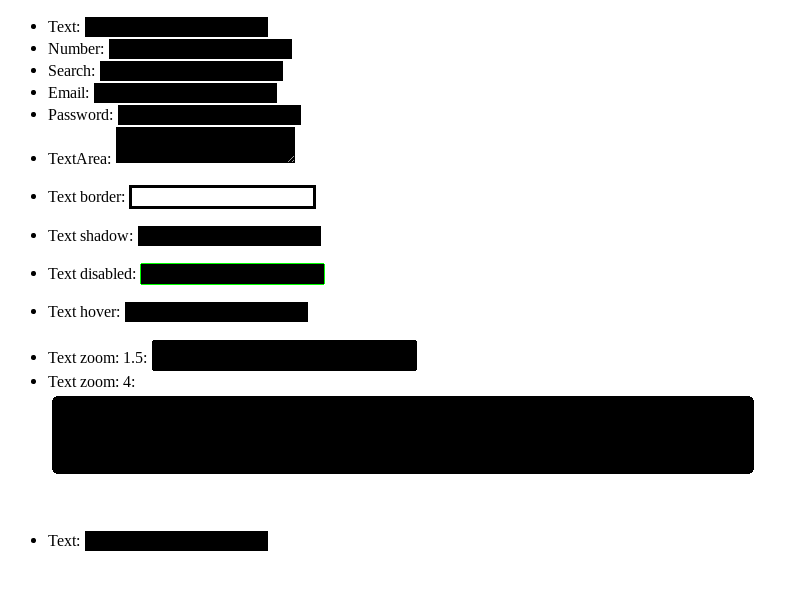 Text:
Number:
Search:
Email:
Password:
TextArea:
Text border:
Text shadow:
Text disabled:
Text hover:
Text zoom: 1.5:
Text zoom: 4:
Text: